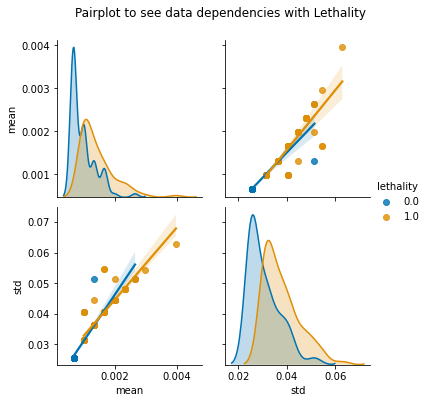 Pairplot to see data dependencies with Lethality
0.004
0.003
0.002
0.001
mean
lethality
0.0
1.0
0.07
0.06
0.05
0.04
0.03
std
0.002
0.004
mean
0.02
0.04
0.06
std